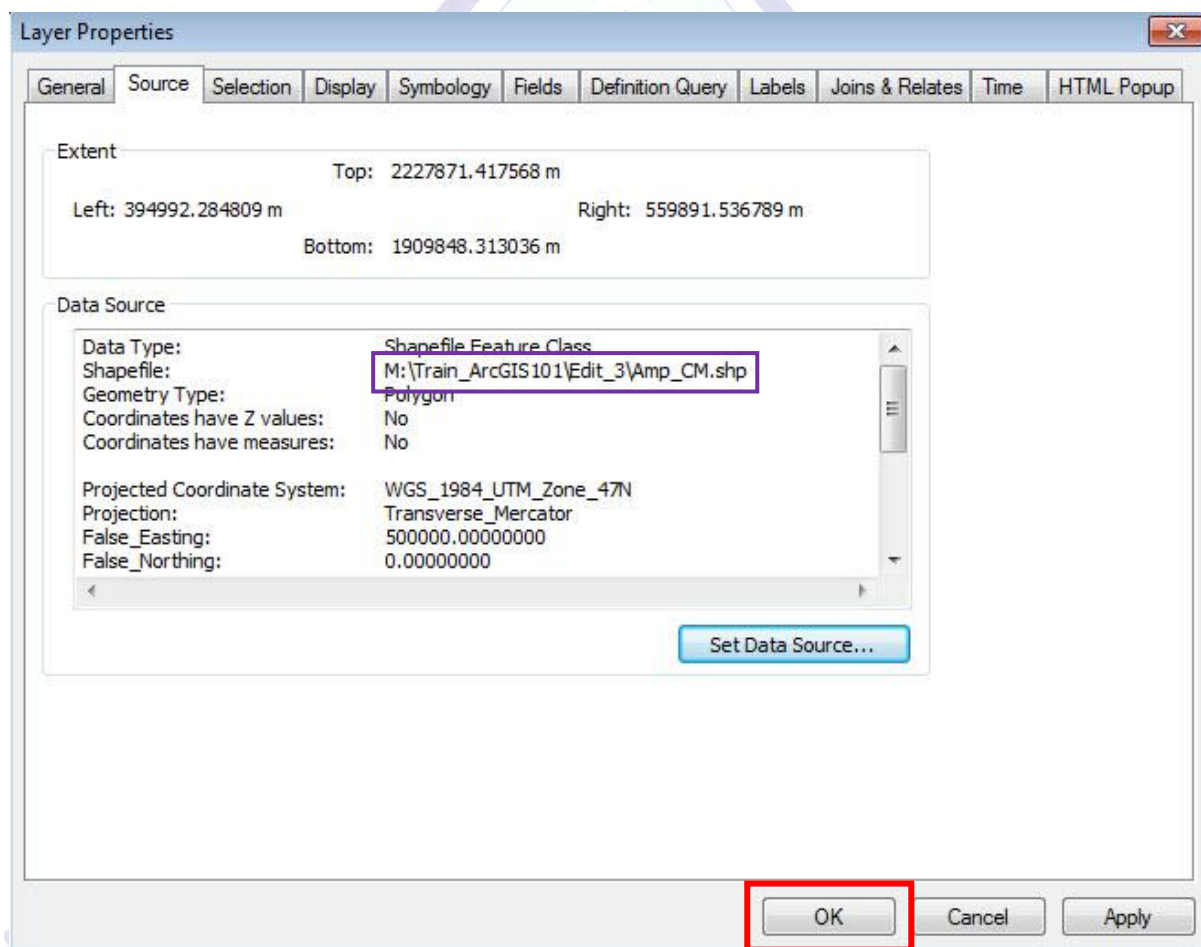 Layer Properties
General Source Selection Display Symbology Fields Definition Query Labels Joins & Relates Time HTML Popup
Extent
Top: 2227871.417568 m
Left: 394992.284809 m Right: 559891.536789 m
Bottom: 1909848.313036 m
Data Source
Data Type: Shapefile Feature Class
Shapefile: M:\Train_ArcGIS101\Edit_3\Amp_CM.shp
Geometry Type: Polygon
Coordinates have Z values: No
Coordinates have measures: No
Projected Coordinate System: WGS_1984_UTM_Zone_47N
Projection: Transverse_Mercator
False_Easting: 500000.00000000
False_Northing: 0.00000000
Set Data Source...
OK Cancel Apply